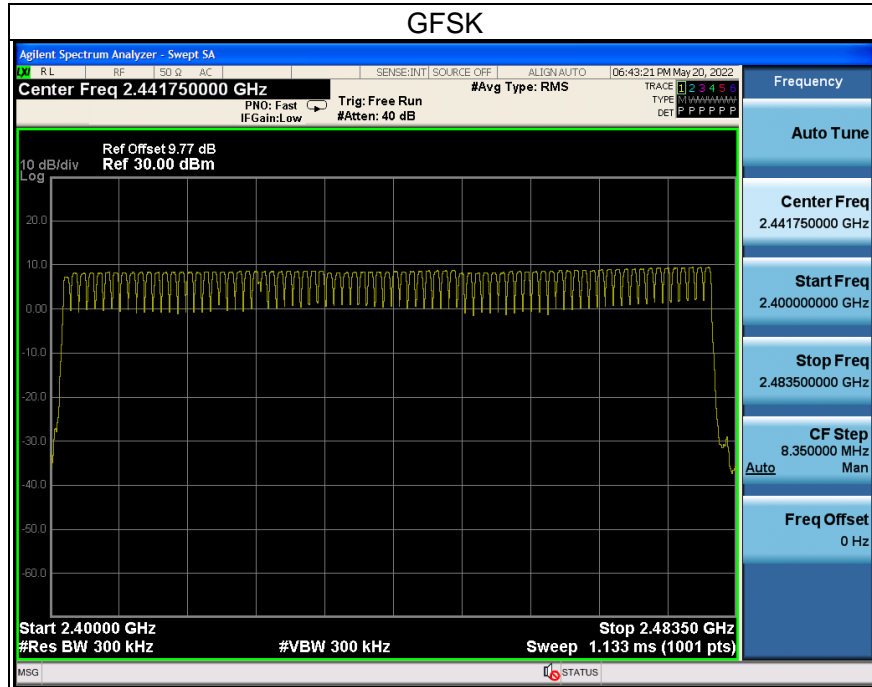 GFSK
Agilent Spectrum Analyzer - Swept SA
LXI RL RF 50 Ω AC SENSE:INT SOURCE OFF ALIGN AUTO 06:43:21 PM May 20, 2022
Center Freq 2.441750000 GHz #Avg Type: RMS TRACE 1 2 3 4 5 6
PNO: Fast Trig: Free Run TYPE M WWWWW
IFGain:Low #Atten: 40 dB DET P P P P P P
Frequency
Auto Tune
Ref Offset 9.77 dB
10 dB/div Ref 30.00 dBm
Log
20.0
10.0
0.00
-10.0
-20.0
-30.0
-40.0
-50.0
-60.0
Center Freq
2.441750000 GHz
Start Freq
2.400000000 GHz
Stop Freq
2.483500000 GHz
CF Step
8.350000 MHz
Auto Man
Freq Offset
0 Hz
Start 2.40000 GHz Stop 2.48350 GHz
#Res BW 300 kHz #VBW 300 kHz Sweep 1.133 ms (1001 pts)
MSG STATUS